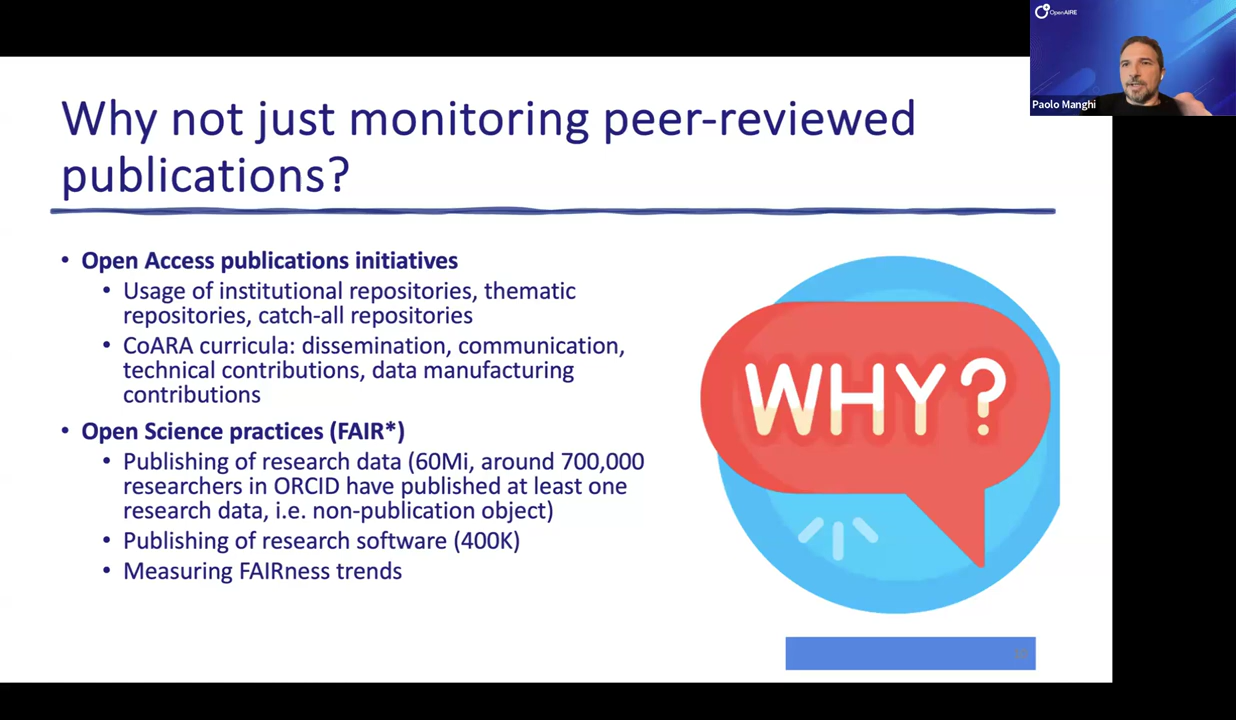 OpenAIRE
Paolo Manghi
Why not just monitoring peer-reviewed
publications?
• Open Access publications initiatives
• Usage of institutional repositories, thematic
repositories, catch-all repositories
• CoARA curricula: dissemination, communication,
technical contributions, data manufacturing
contributions
• Open Science practices (FAIR*)
• Publishing of research data (60Mi, around 700,000
researchers in ORCID have published at least one
research data, i.e. non-publication object)
• Publishing of research software (400K)
• Measuring FAIRness trends
WHY?